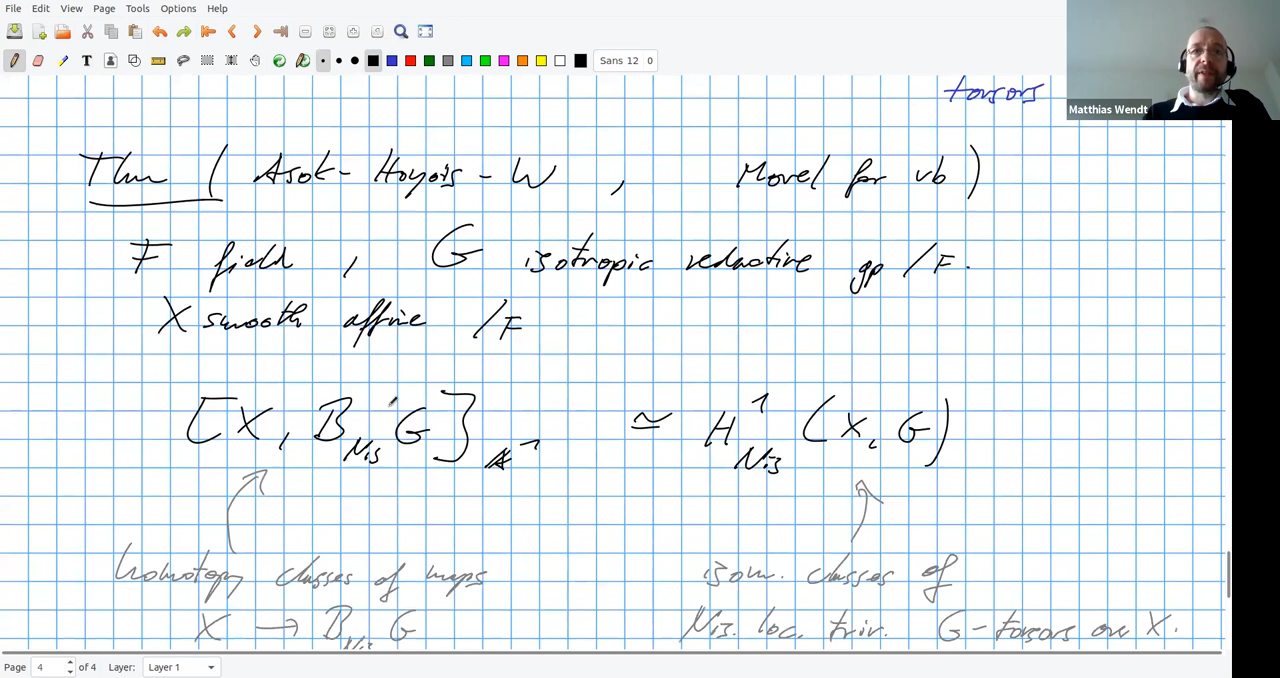 File Edit View Page Tools Options Help
Sans 12 0
torsors
Matthias Wendt
Thm ( Asok - Hoyois - W , Morel for vb )
F field , G isotropic reductive gp /F.
X smooth affine /F
[X, B_Nis G]_A^1 ≅ H^1_Nis (X, G)
homotopy classes of maps isom. classes of
X → B_Nis G Nis. loc. triv. G-torsors over X.
Page 4 of 4 Layer: Layer 1